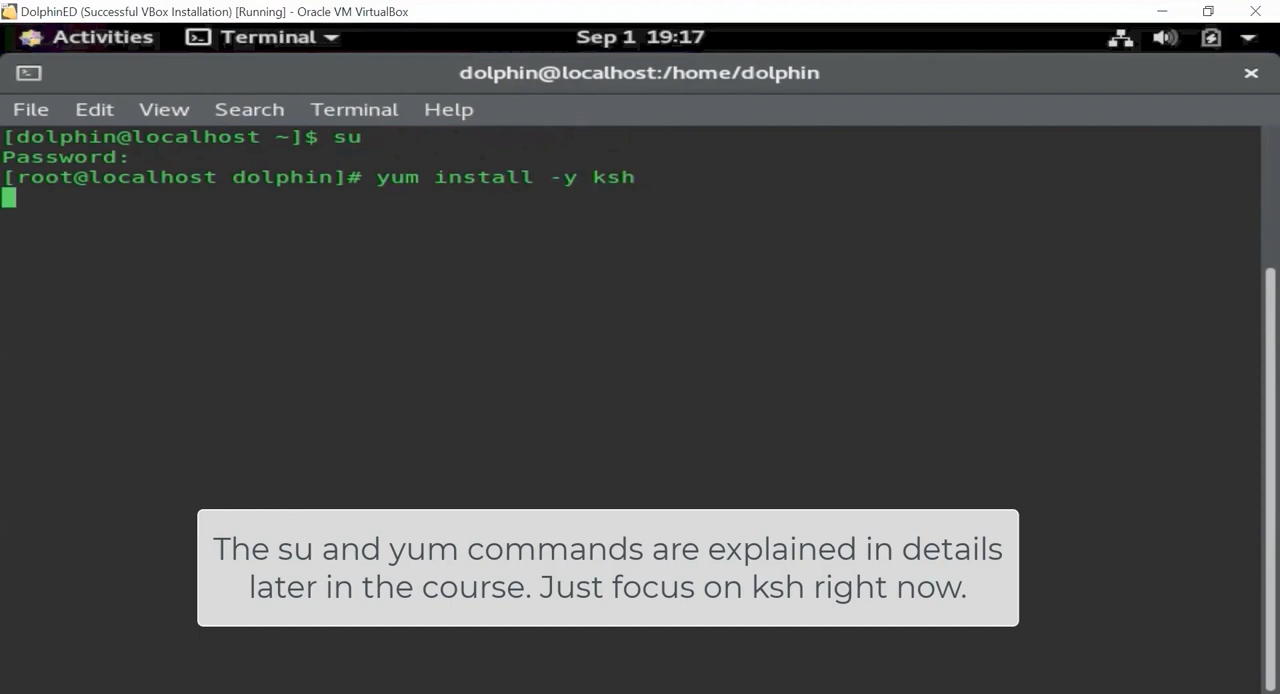 DolphinED (Successful VBox Installation) [Running] - Oracle VM VirtualBox
Activities Terminal Sep 1 19:17
dolphin@localhost:/home/dolphin
File Edit View Search Terminal Help
[dolphin@localhost ~]$ su
Password:
[root@localhost dolphin]# yum install -y ksh
The su and yum commands are explained in details
later in the course. Just focus on ksh right now.